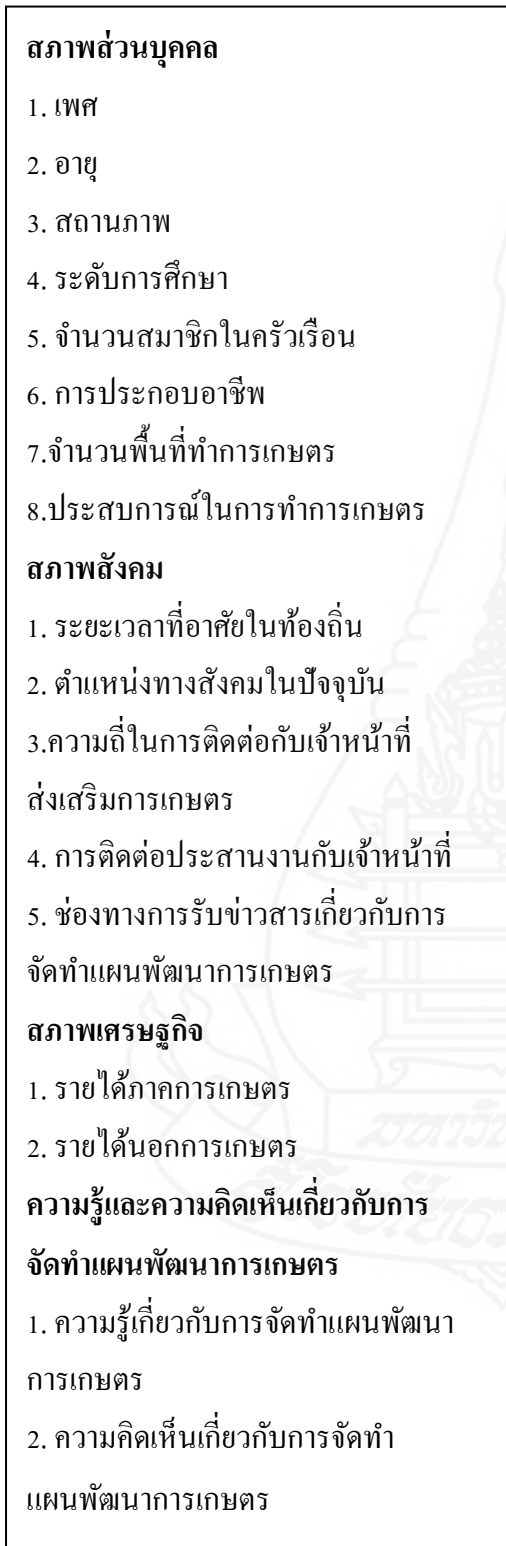 สภาพส่วนบุคคล
1. เพศ
2. อายุ
3. สถานภาพ
4. ระดับการศึกษา
5. จำนวนสมาชิกในครัวเรือน
6. การประกอบอาชีพ
7.จำนวนพื้นที่ทำการเกษตร
8.ประสบการณ์ในการทำการเกษตร
สภาพสังคม
1. ระยะเวลาที่อาศัยในท้องถิ่น
2. ตำแหน่งทางสังคมในปัจจุบัน
3.ความถี่ในการติดต่อกับเจ้าหน้าที่
ส่งเสริมการเกษตร
4. การติดต่อประสานงานกับเจ้าหน้าที่
5. ช่องทางการรับข่าวสารเกี่ยวกับการ
จัดทำแผนพัฒนาการเกษตร
สภาพเศรษฐกิจ
1. รายได้ภาคการเกษตร
2. รายได้นอกการเกษตร
ความรู้และความคิดเห็นเกี่ยวกับการ
จัดทำแผนพัฒนาการเกษตร
1. ความรู้เกี่ยวกับการจัดทำแผนพัฒนา
การเกษตร
2. ความคิดเห็นเกี่ยวกับการจัดทำ
แผนพัฒนาการเกษตร